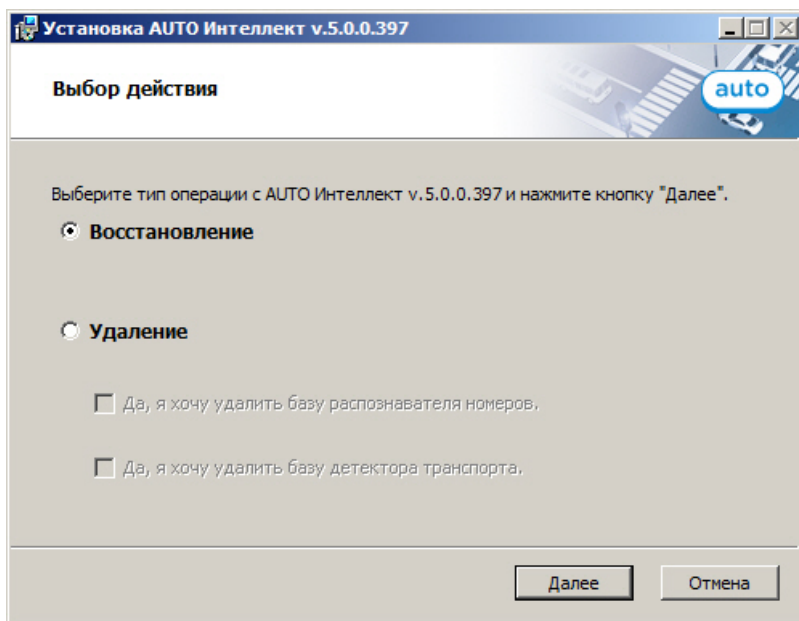 Установка AUTO Интеллект v.5.0.0.397
Выбор действия
auto
Выберите тип операции с AUTO Интеллект v.5.0.0.397 и нажмите кнопку "Далее".
Восстановление
Удаление
Да, я хочу удалить базу распознавателя номеров.
Да, я хочу удалить базу детектора транспорта.
Далее
Отмена